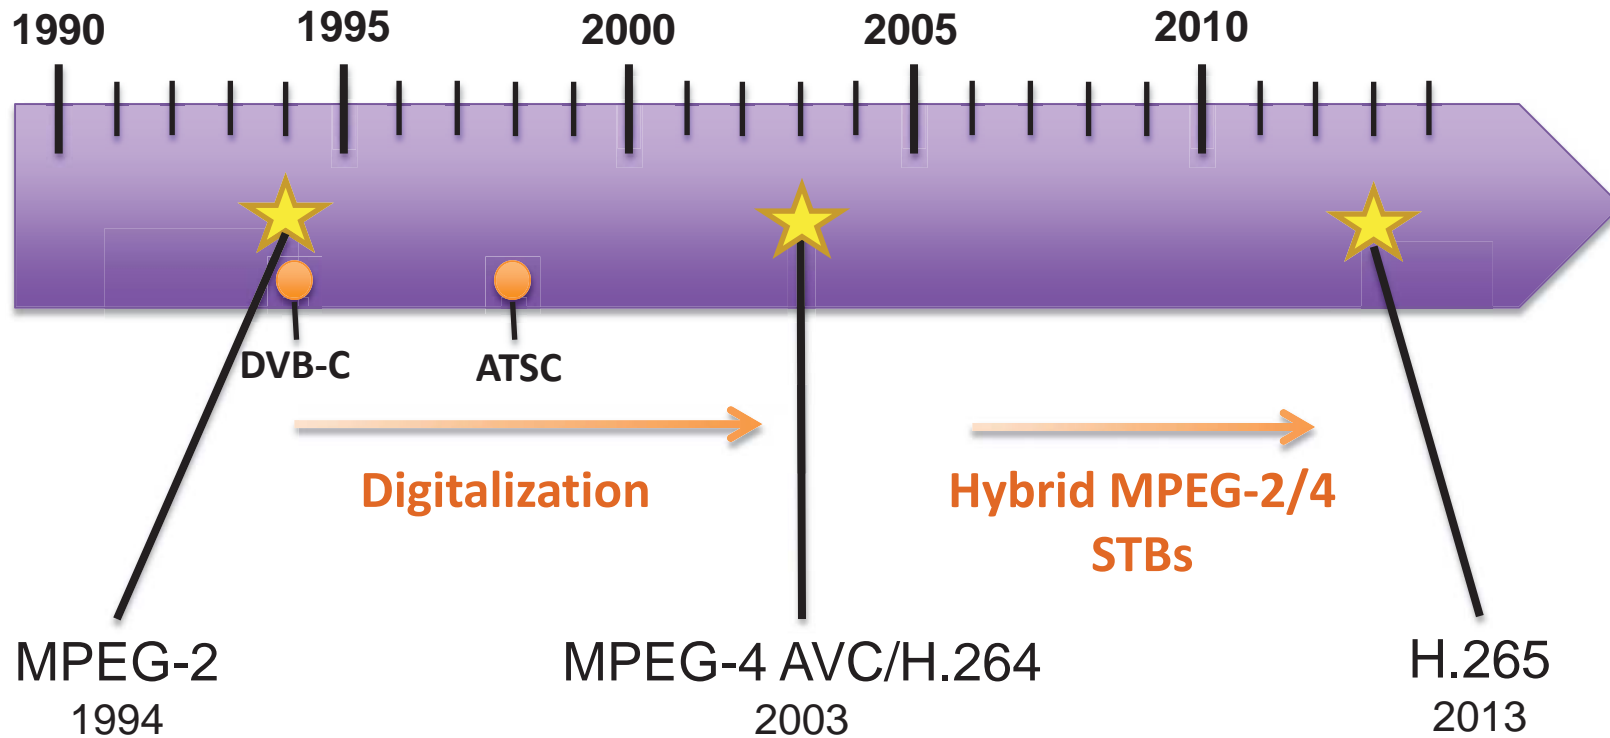 1990 1995 2000 2005 2010
DVB-C ATSC
Digitalization
Hybrid MPEG-2/4
STBs
MPEG-2
1994
MPEG-4 AVC/H.264
2003
H.265
2013